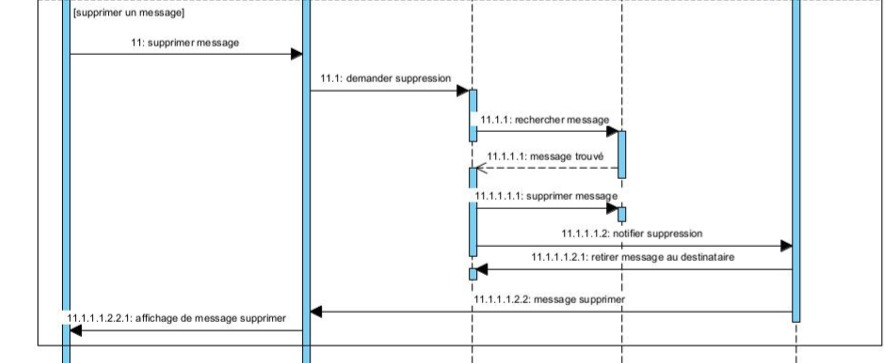 [supprimer un message]
11: supprimer message
11.1: demander suppression
11.1.1: rechercher message
11.1.1.1: message trouvé
11.1.1.1.1: supprimer message
11.1.1.1.2: notifier suppression
11.1.1.1.2.1: retirer message au destinataire
11.1.1.1.2.2: message supprimer
11.1.1.1.2.2.1: affichage de message supprimer